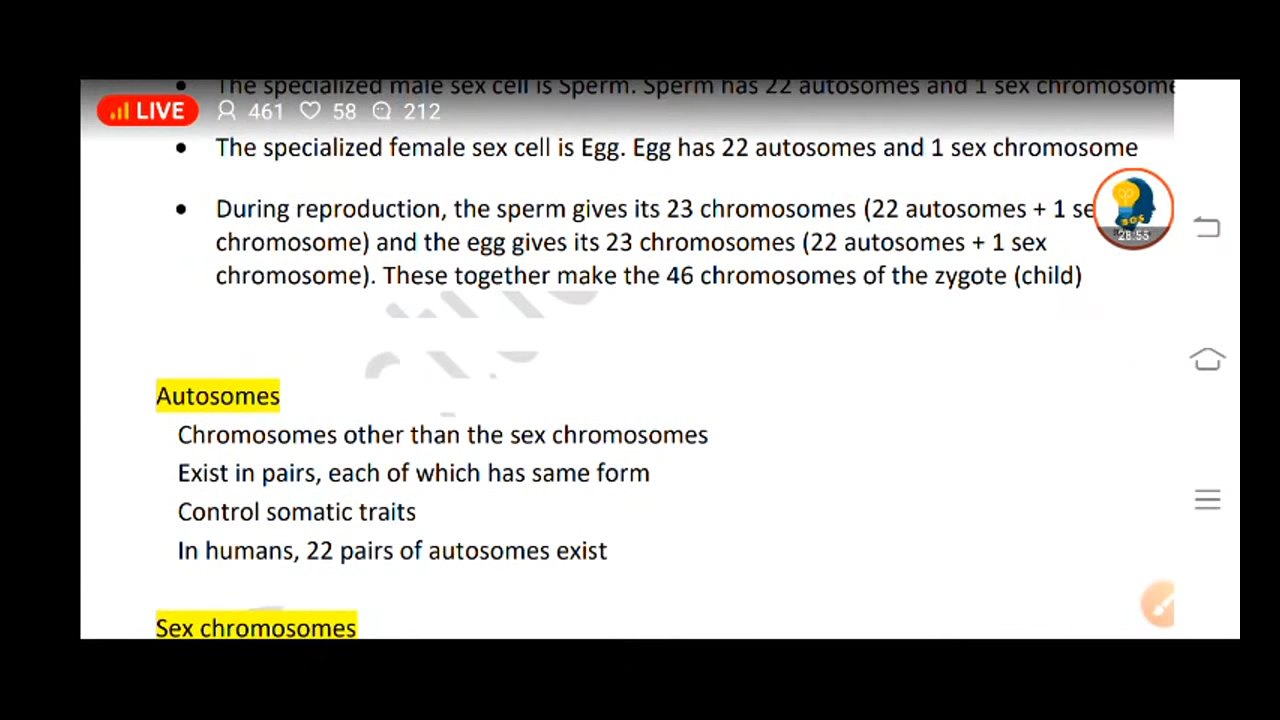 • The specialized male sex cell is Sperm. Sperm has 22 autosomes and 1 sex chromosome
LIVE 461 58 212
• The specialized female sex cell is Egg. Egg has 22 autosomes and 1 sex chromosome
• During reproduction, the sperm gives its 23 chromosomes (22 autosomes + 1 se
chromosome) and the egg gives its 23 chromosomes (22 autosomes + 1 sex
chromosome). These together make the 46 chromosomes of the zygote (child)
SOS
28:55
Autosomes
Chromosomes other than the sex chromosomes
Exist in pairs, each of which has same form
Control somatic traits
In humans, 22 pairs of autosomes exist
Sex chromosomes